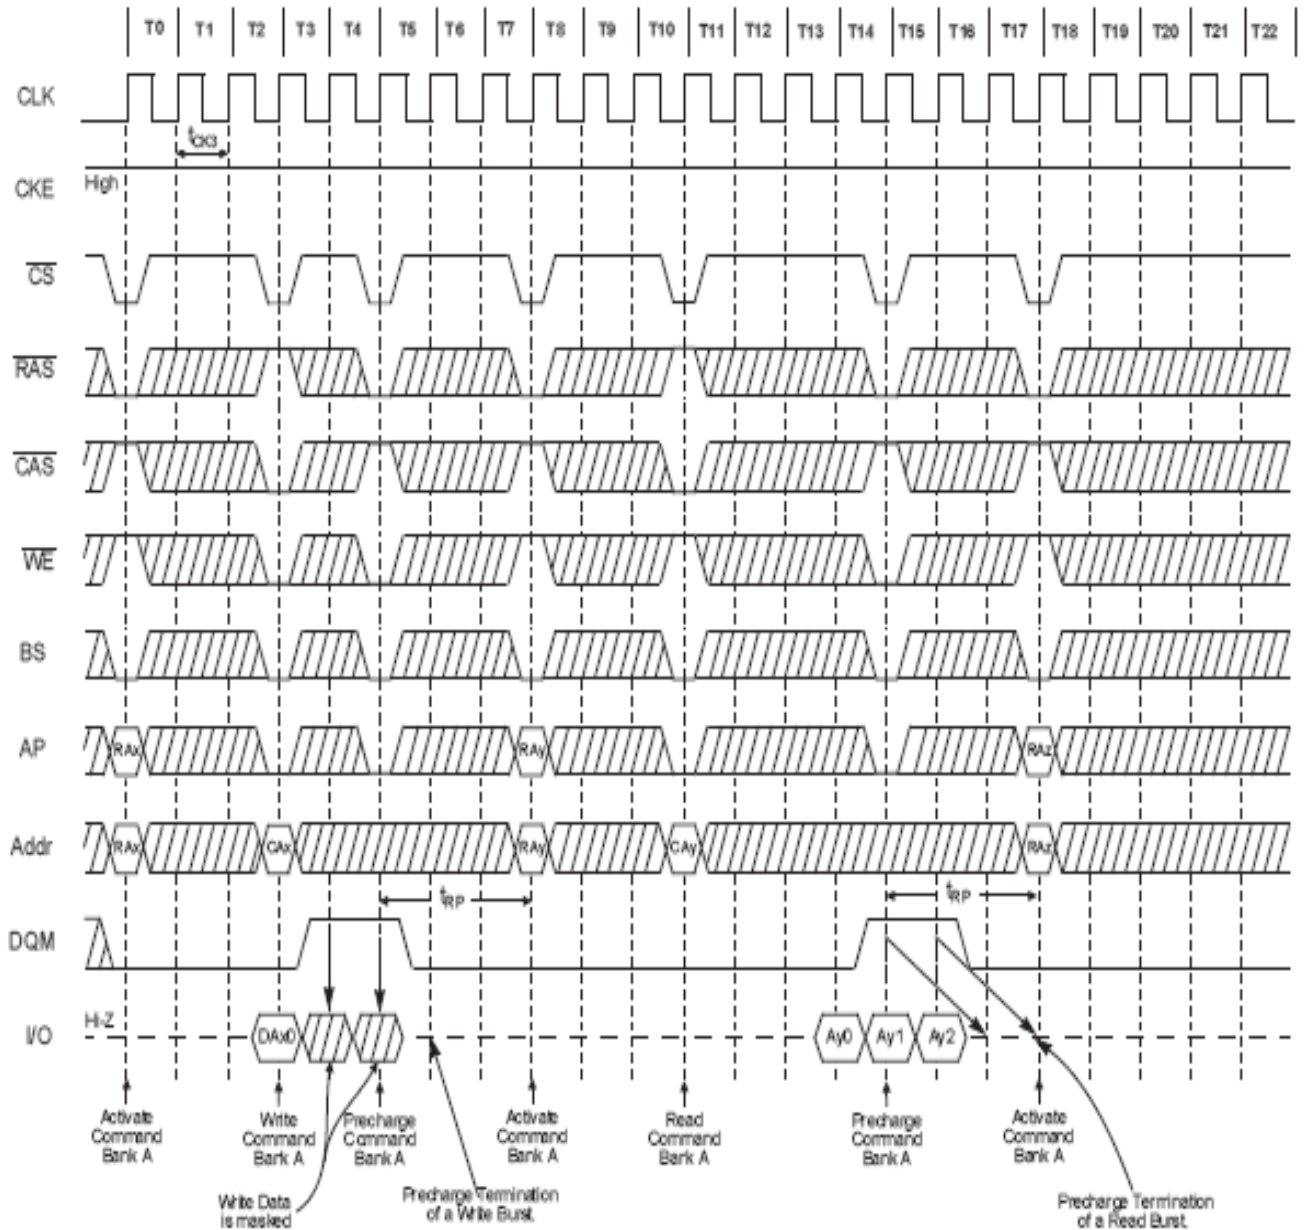 T0 T1 T2 T3 T4 T5 T6 T7 T8 T9 T10 T11 T12 T13 T14 T15 T16 T17 T18 T19 T20 T21 T22
CLK
tCK3
CKE High
CS
RAS
CAS
WE
BS
AP RAx RAy RAz
Addr RAx CAx RAy CAy RAz
tRP tRP
DQM
Hi-Z
I/O DAx0 Ay0 Ay1 Ay2
Activate
Command
Bank A
Write
Command
Bank A
Precharge
Command
Bank A
Activate
Command
Bank A
Read
Command
Bank A
Precharge
Command
Bank A
Activate
Command
Bank A
Write Data
is masked
Precharge Termination
of a Write Burst.
Precharge Termination
of a Read Burst.